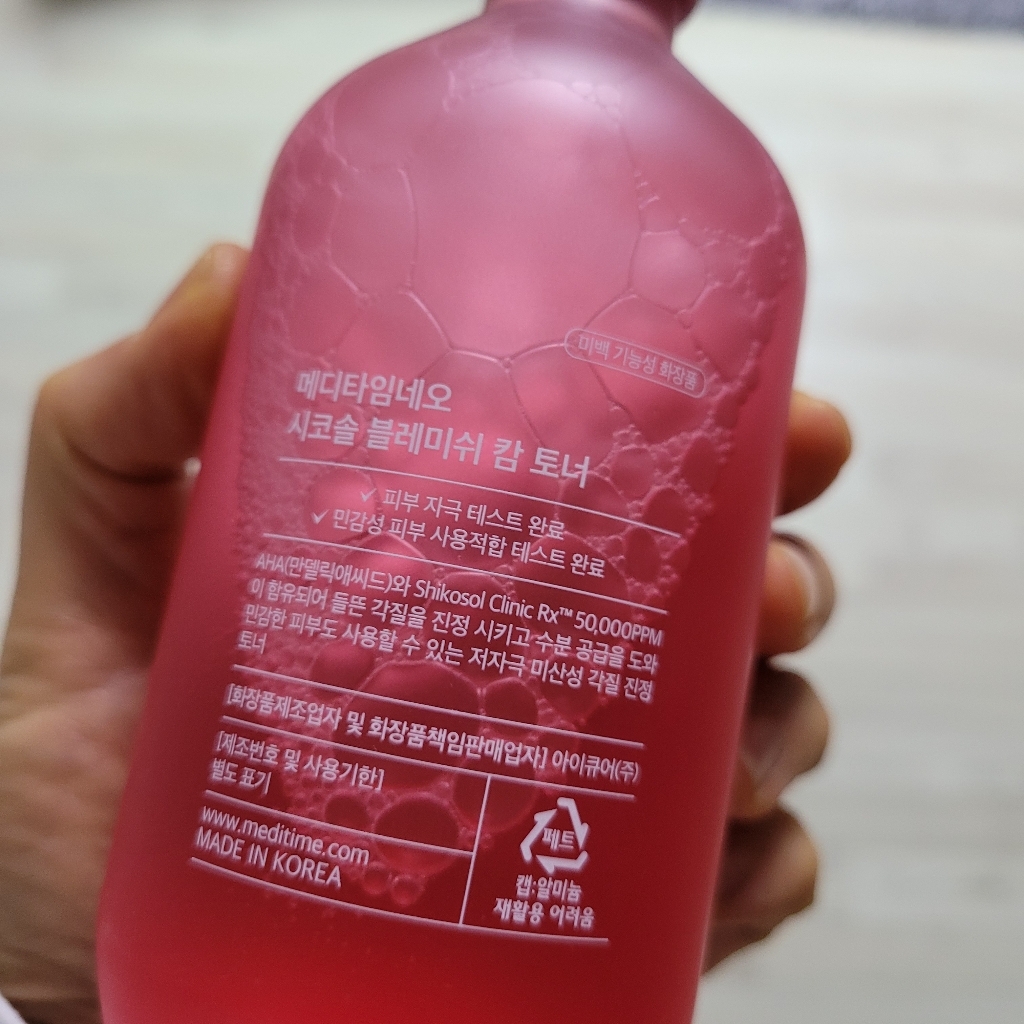 미백 기능성 화장품
메디타임네오
시코솔 블레미쉬 캄 토너
✓ 피부 자극 테스트 완료
✓ 민감성 피부 사용적합 테스트 완료
AHA(만델릭애씨드)와 Shikosol Clinic Rx™ 50,000PPM
이 함유되어 들뜬 각질을 진정 시키고 수분 공급을 도와
민감한 피부도 사용할 수 있는 저자극 미산성 각질 진정
토너
[화장품제조업자 및 화장품책임판매업자] 아이큐어(주)
[제조번호 및 사용기한]
별도 표기
www.meditime.com
MADE IN KOREA
페트
캡:알미늄
재활용 어려움